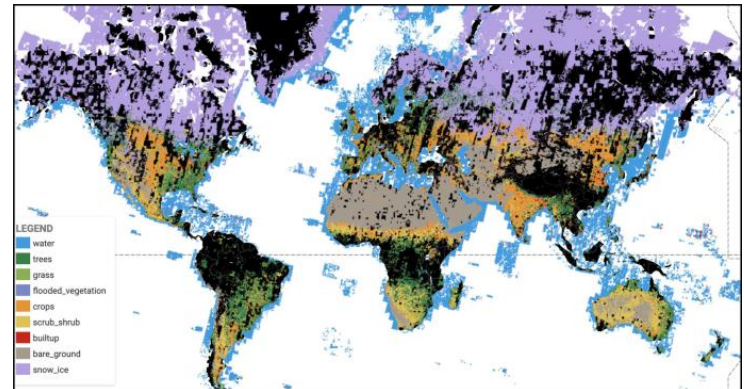 LEGEND
water
trees
grass
flooded_vegetation
crops
scrub_shrub
builtup
bare_ground
snow_ice